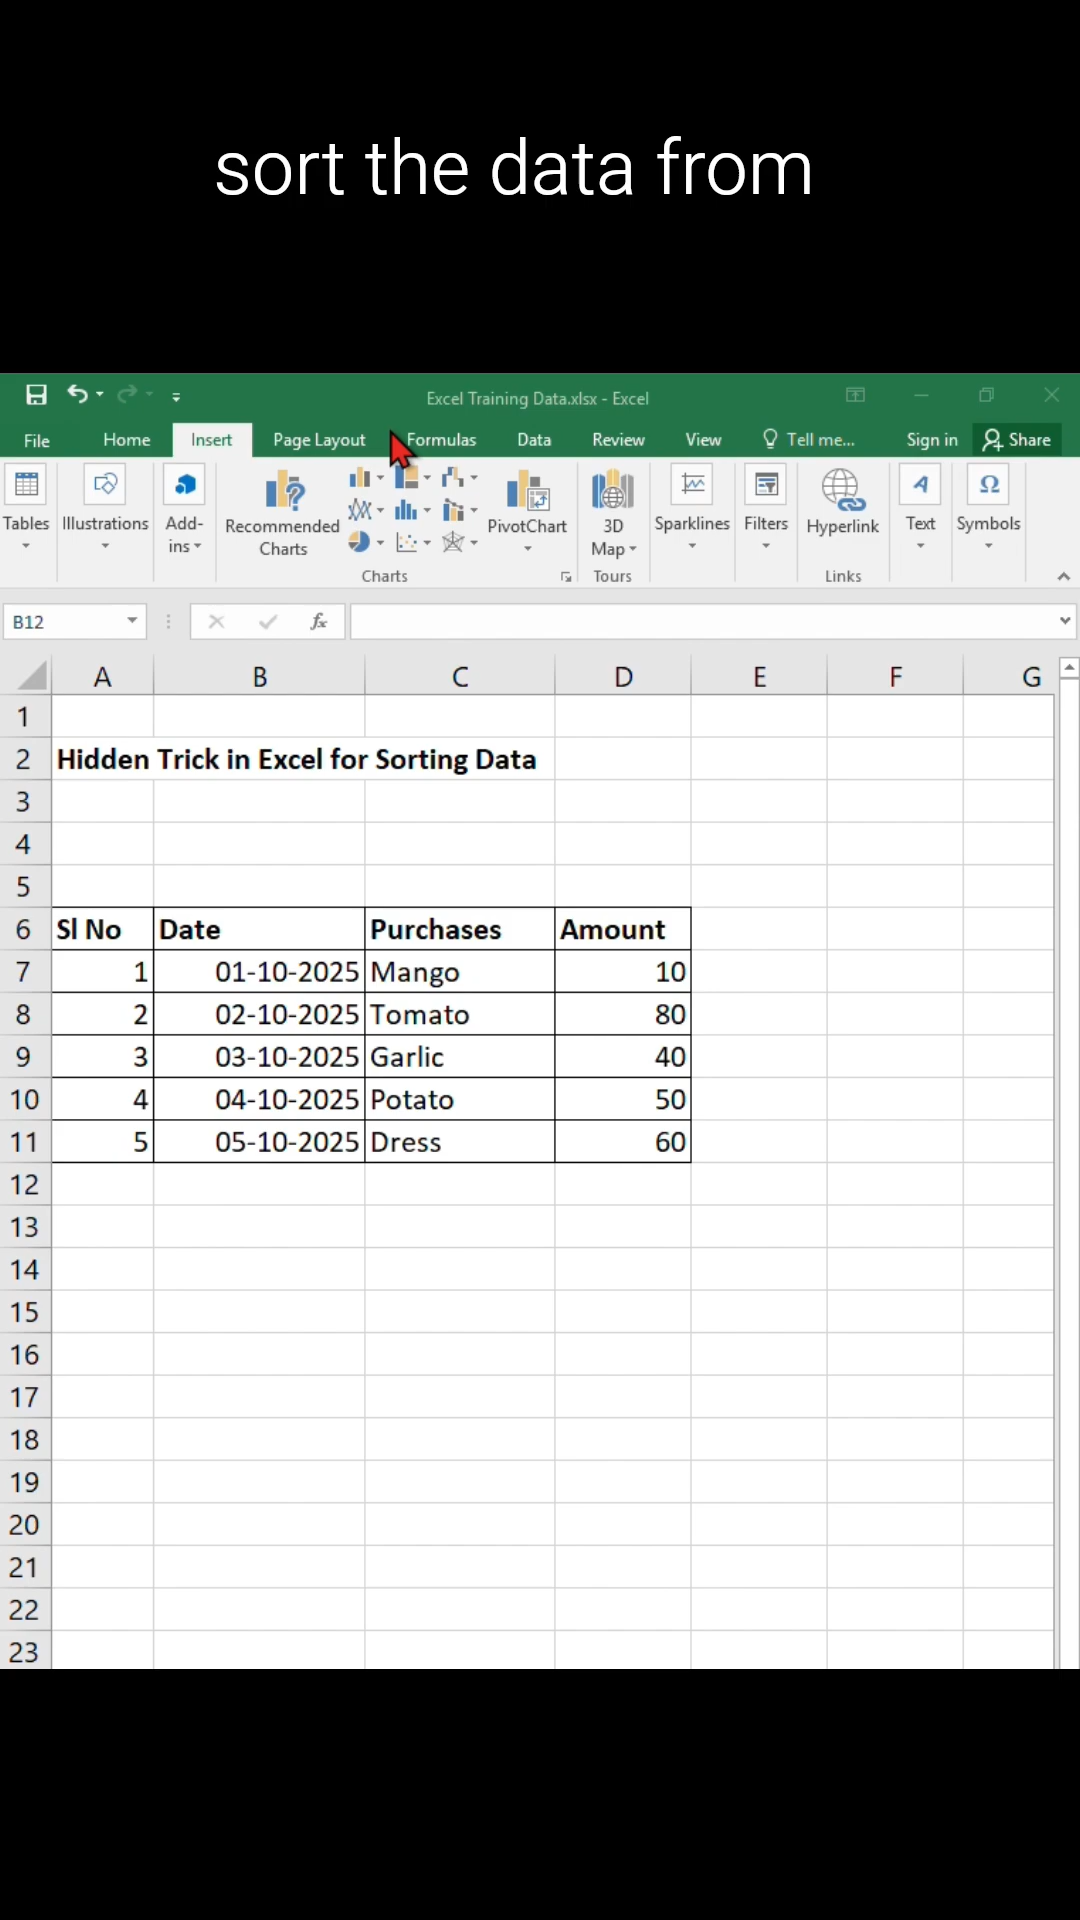 sort the data from
Excel Training Data.xlsx - Excel
File Home Insert Page Layout Formulas Data Review View Tell me... Sign in Share
Tables Illustrations Add-ins Recommended Charts PivotChart 3D Map Sparklines Filters Hyperlink Text Symbols
Charts Tours Links
B12 fx
A B C D E F G
1
2 Hidden Trick in Excel for Sorting Data
3
4
5
6 Sl No Date Purchases Amount
7 1 01-10-2025 Mango 10
8 2 02-10-2025 Tomato 80
9 3 03-10-2025 Garlic 40
10 4 04-10-2025 Potato 50
11 5 05-10-2025 Dress 60
12
13
14
15
16
17
18
19
20
21
22
23